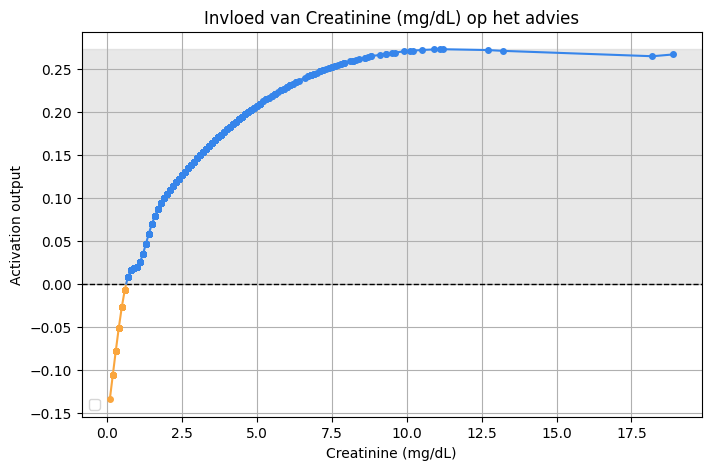 Invloed van Creatinine (mg/dL) op het advies
Activation output
0.25
0.20
0.15
0.10
0.05
0.00
−0.05
−0.10
−0.15
0.0 2.5 5.0 7.5 10.0 12.5 15.0 17.5
Creatinine (mg/dL)